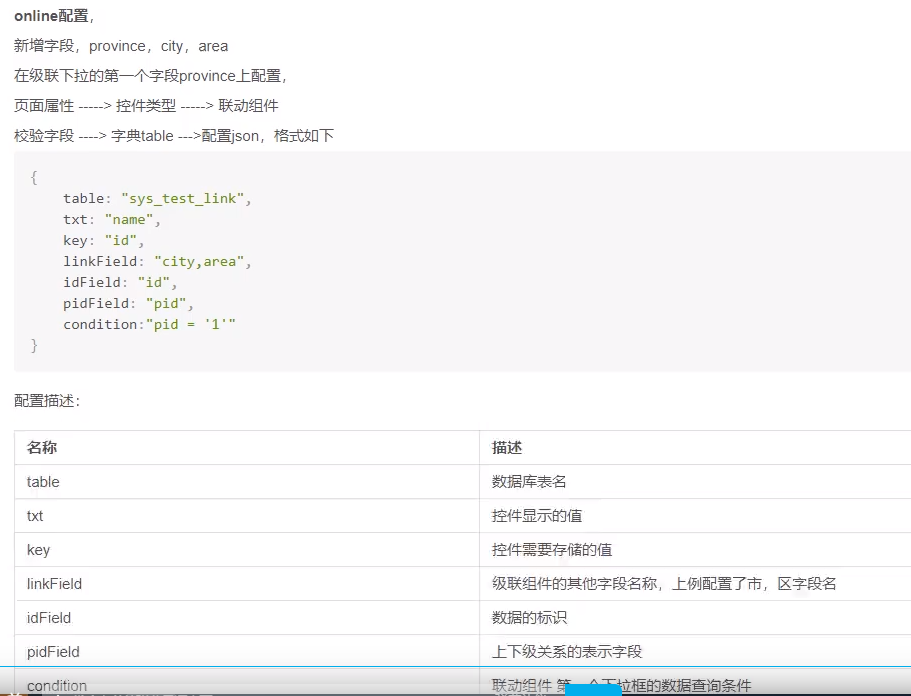 online配置，
新增字段，province，city，area
在级联下拉的第一个字段province上配置，
页面属性 -----> 控件类型 -----> 联动组件
校验字段 ----> 字典table --->配置json，格式如下
{
table: "sys_test_link",
txt: "name",
key: "id",
linkField: "city,area",
idField: "id",
pidField: "pid",
condition:"pid = '1'"
}
配置描述：
名称 描述
table 数据库表名
txt 控件显示的值
key 控件需要存储的值
linkField 级联组件的其他字段名称，上例配置了市，区字段名
idField 数据的标识
pidField 上下级关系的表示字段
condition 联动组件 第一个下拉框的数据查询条件